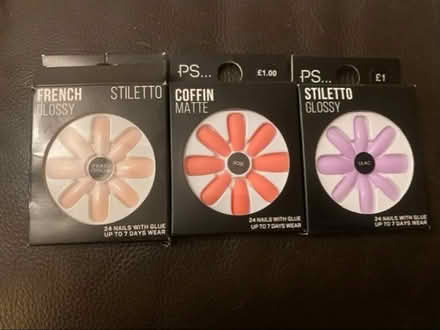 FRENCH STILETTO
GLOSSY
24 NAILS WITH GLUE
UP TO 7 DAYS WEAR
PS... £1.00
COFFIN
MATTE
24 NAILS WITH GLUE
UP TO 7 DAYS WEAR
PS... £1
STILETTO
GLOSSY
LILAC
24 NAILS WITH GLUE
UP TO 7 DAYS WEAR